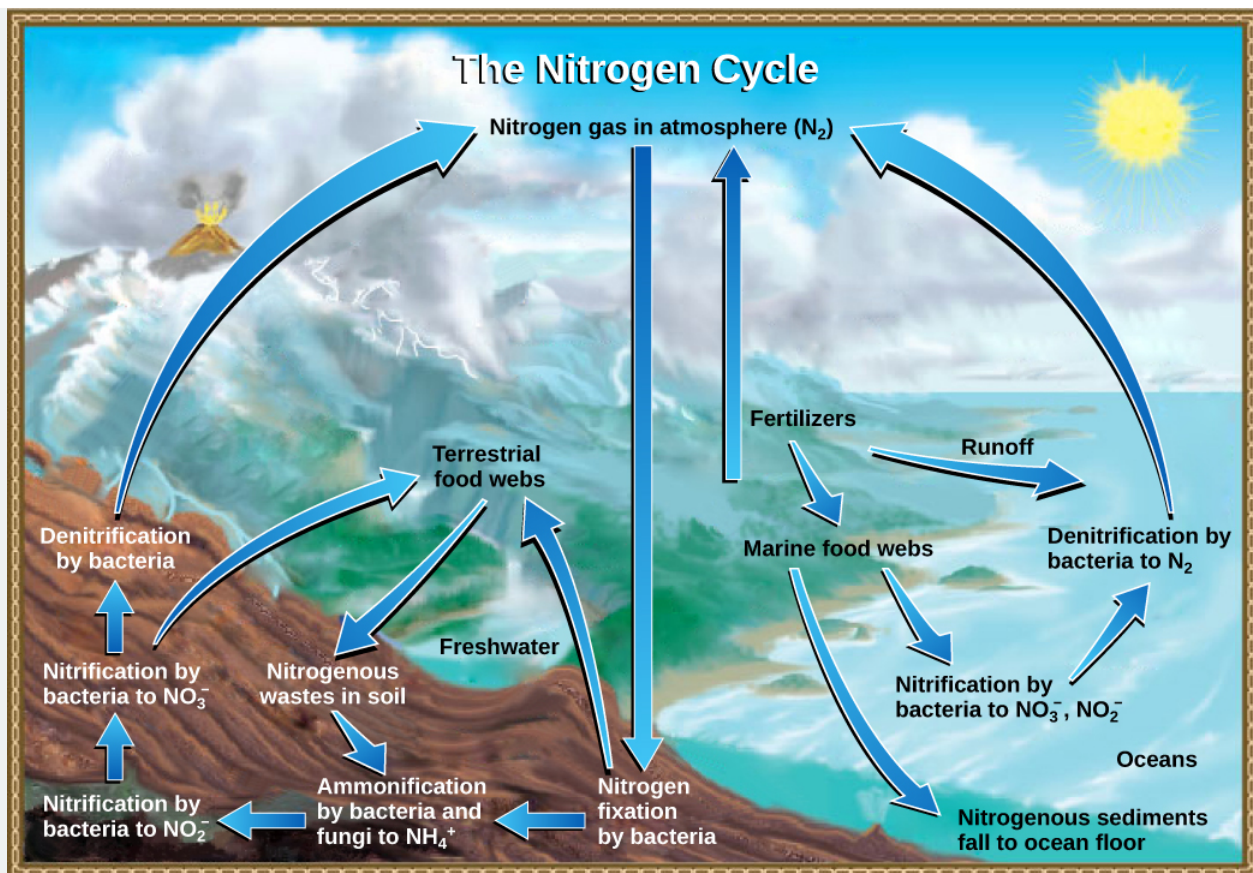 The Nitrogen Cycle
Nitrogen gas in atmosphere (N₂)
Fertilizers
Runoff
Terrestrial
food webs
Denitrification
by bacteria
Marine food webs
Denitrification by
bacteria to N₂
Freshwater
Nitrification by
bacteria to NO₃⁻
Nitrogenous
wastes in soil
Nitrification by
bacteria to NO₃⁻, NO₂⁻
Oceans
Nitrification by
bacteria to NO₂⁻
Ammonification
by bacteria and
fungi to NH₄⁺
Nitrogen
fixation
by bacteria
Nitrogenous sediments
fall to ocean floor